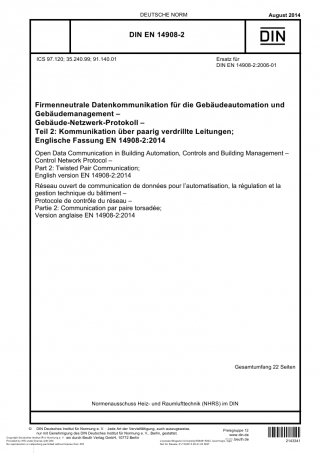 DEUTSCHE NORM
August 2014
DIN EN 14908-2
DIN
ICS 97.120; 35.240.99; 91.140.01
Ersatz für
DIN EN 14908-2:2006-01
Firmenneutrale Datenkommunikation für die Gebäudeautomation und
Gebäudemanagement –
Gebäude-Netzwerk-Protokoll –
Teil 2: Kommunikation über paarig verdrillte Leitungen;
Englische Fassung EN 14908-2:2014
Open Data Communication in Building Automation, Controls and Building Management –
Control Network Protocol –
Part 2: Twisted Pair Communication;
English version EN 14908-2:2014
Réseau ouvert de communication de données pour l'automatisation, la régulation et la
gestion technique du bâtiment –
Protocole de contrôle du réseau –
Partie 2: Communication par paire torsadée;
Version anglaise EN 14908-2:2014
Gesamtumfang 22 Seiten
Normenausschuss Heiz- und Raumlufttechnik (NHRS) im DIN
© DIN Deutsches Institut für Normung e. V. · Jede Art der Vervielfältigung, auch auszugsweise,
nur mit Genehmigung des DIN Deutsches Institut für Normung e. V., Berlin, gestattet.
durch Beuth Verlag GmbH, 10772 Berlin
Preisgruppe 12
www.din.de
www.beuth.de